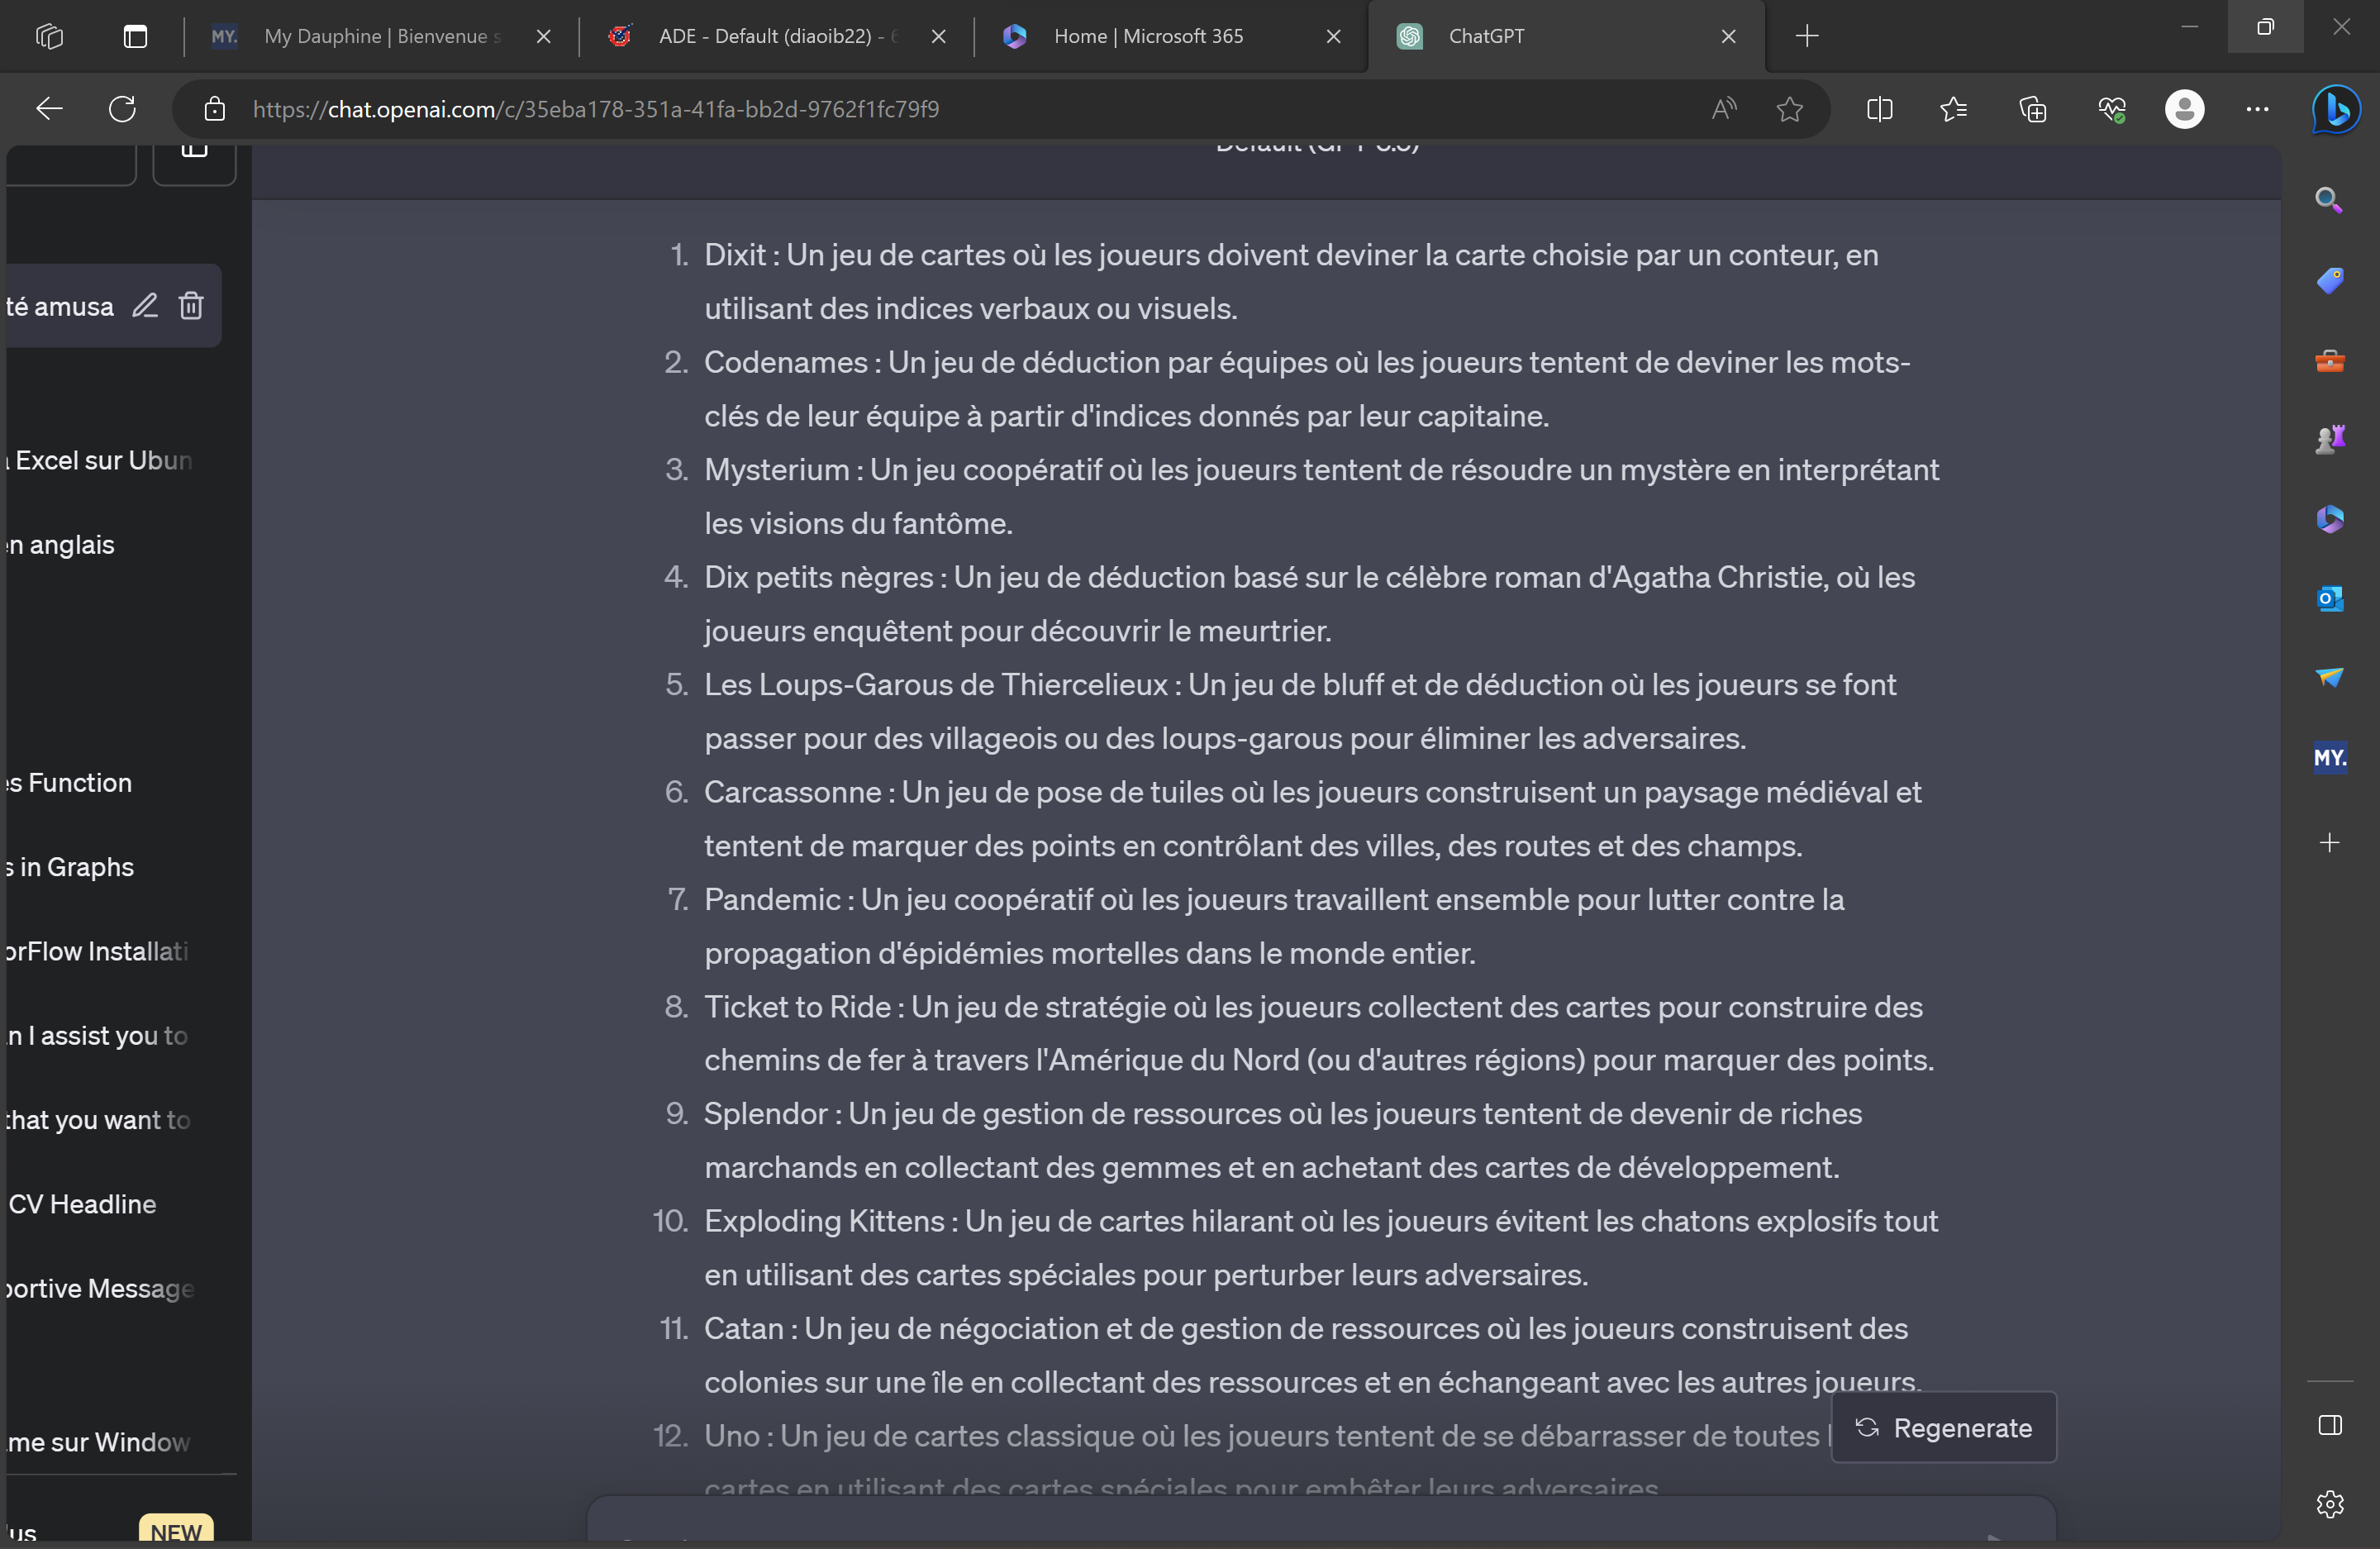 MY. My Dauphine | Bienvenue s
ADE - Default (diaoib22) - 6
Home | Microsoft 365
ChatGPT
https://chat.openai.com/c/35eba178-351a-41fa-bb2d-9762f1fc79f9
té amusa
Excel sur Ubun
en anglais
es Function
s in Graphs
orFlow Installati
n I assist you to
that you want to
CV Headline
portive Message
me sur Window
lus
NEW
1. Dixit : Un jeu de cartes où les joueurs doivent deviner la carte choisie par un conteur, en
utilisant des indices verbaux ou visuels.
2. Codenames : Un jeu de déduction par équipes où les joueurs tentent de deviner les mots-
clés de leur équipe à partir d'indices donnés par leur capitaine.
3. Mysterium : Un jeu coopératif où les joueurs tentent de résoudre un mystère en interprétant
les visions du fantôme.
4. Dix petits nègres : Un jeu de déduction basé sur le célèbre roman d'Agatha Christie, où les
joueurs enquêtent pour découvrir le meurtrier.
5. Les Loups-Garous de Thiercelieux : Un jeu de bluff et de déduction où les joueurs se font
passer pour des villageois ou des loups-garous pour éliminer les adversaires.
6. Carcassonne : Un jeu de pose de tuiles où les joueurs construisent un paysage médiéval et
tentent de marquer des points en contrôlant des villes, des routes et des champs.
7. Pandemic : Un jeu coopératif où les joueurs travaillent ensemble pour lutter contre la
propagation d'épidémies mortelles dans le monde entier.
8. Ticket to Ride : Un jeu de stratégie où les joueurs collectent des cartes pour construire des
chemins de fer à travers l'Amérique du Nord (ou d'autres régions) pour marquer des points.
9. Splendor : Un jeu de gestion de ressources où les joueurs tentent de devenir de riches
marchands en collectant des gemmes et en achetant des cartes de développement.
10. Exploding Kittens : Un jeu de cartes hilarant où les joueurs évitent les chatons explosifs tout
en utilisant des cartes spéciales pour perturber leurs adversaires.
11. Catan : Un jeu de négociation et de gestion de ressources où les joueurs construisent des
colonies sur une île en collectant des ressources et en échangeant avec les autres joueurs.
12. Uno : Un jeu de cartes classique où les joueurs tentent de se débarrasser de toutes
cartes en utilisant des cartes spéciales pour embêter leurs adversaires
Regenerate
MY.